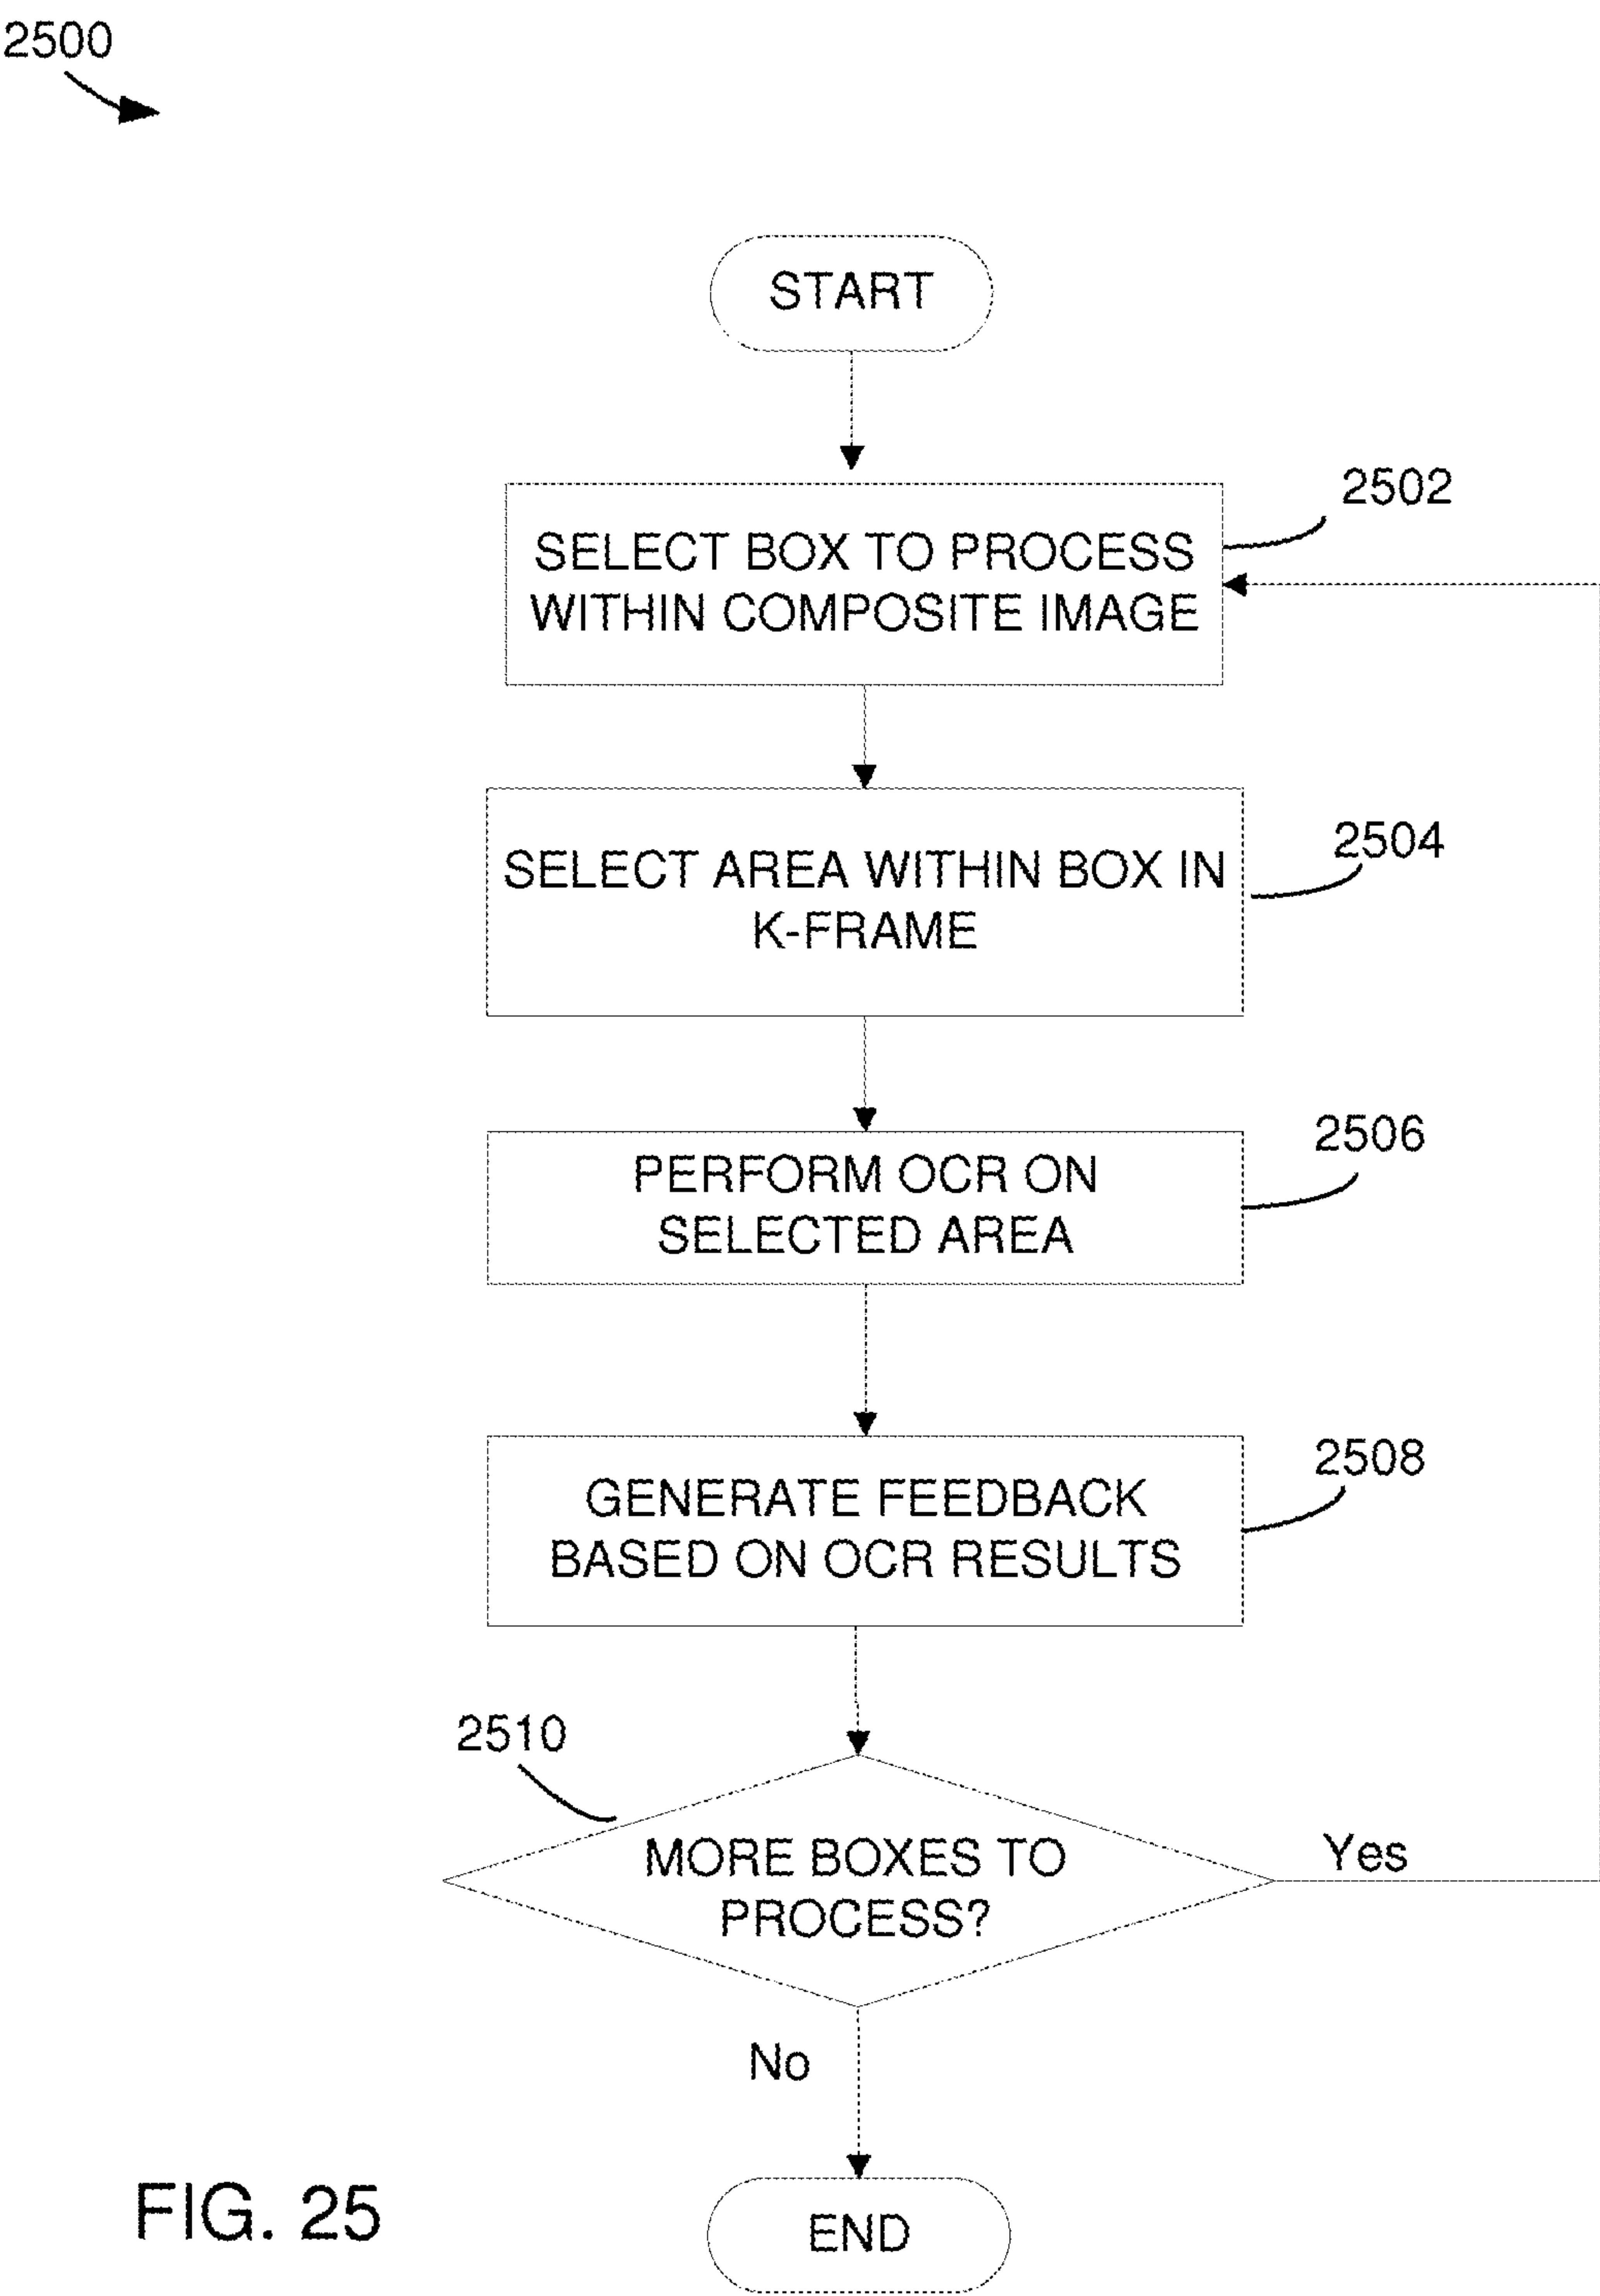 2500
START
2502
SELECT BOX TO PROCESS
WITHIN COMPOSITE IMAGE
2504
SELECT AREA WITHIN BOX IN
K-FRAME
2506
PERFORM OCR ON
SELECTED AREA
2508
GENERATE FEEDBACK
BASED ON OCR RESULTS
2510
MORE BOXES TO
PROCESS?
Yes
No
END
FIG. 25